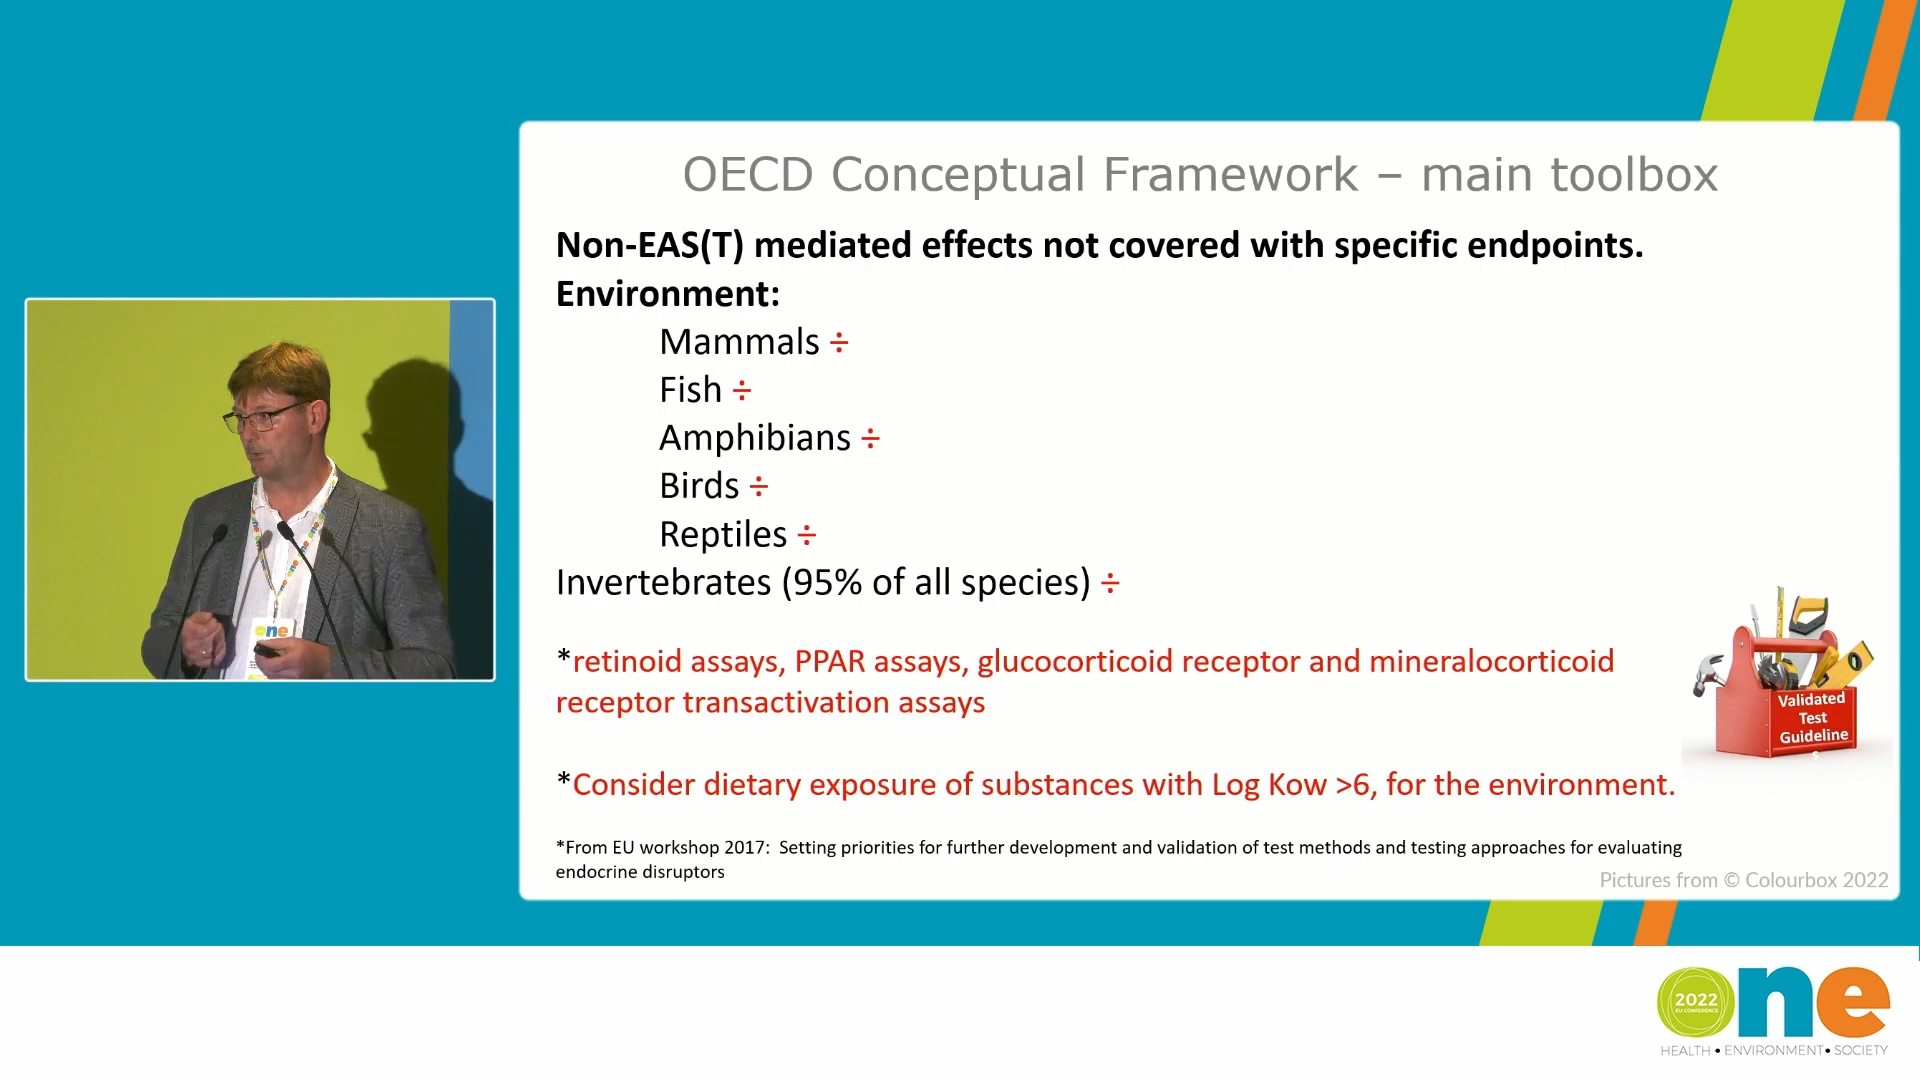 OECD Conceptual Framework – main toolbox
Non-EAS(T) mediated effects not covered with specific endpoints.
Environment:
Mammals ÷
Fish ÷
Amphibians ÷
Birds ÷
Reptiles ÷
Invertebrates (95% of all species) ÷
*retinoid assays, PPAR assays, glucocorticoid receptor and mineralocorticoid
receptor transactivation assays
*Consider dietary exposure of substances with Log Kow >6, for the environment.
*From EU workshop 2017: Setting priorities for further development and validation of test methods and testing approaches for evaluating
endocrine disruptors
Validated
Test
Guideline
s
Pictures from © Colourbox 2022
one
one
2022
EU CONFERENCE
HEALTH • ENVIRONMENT • SOCIETY